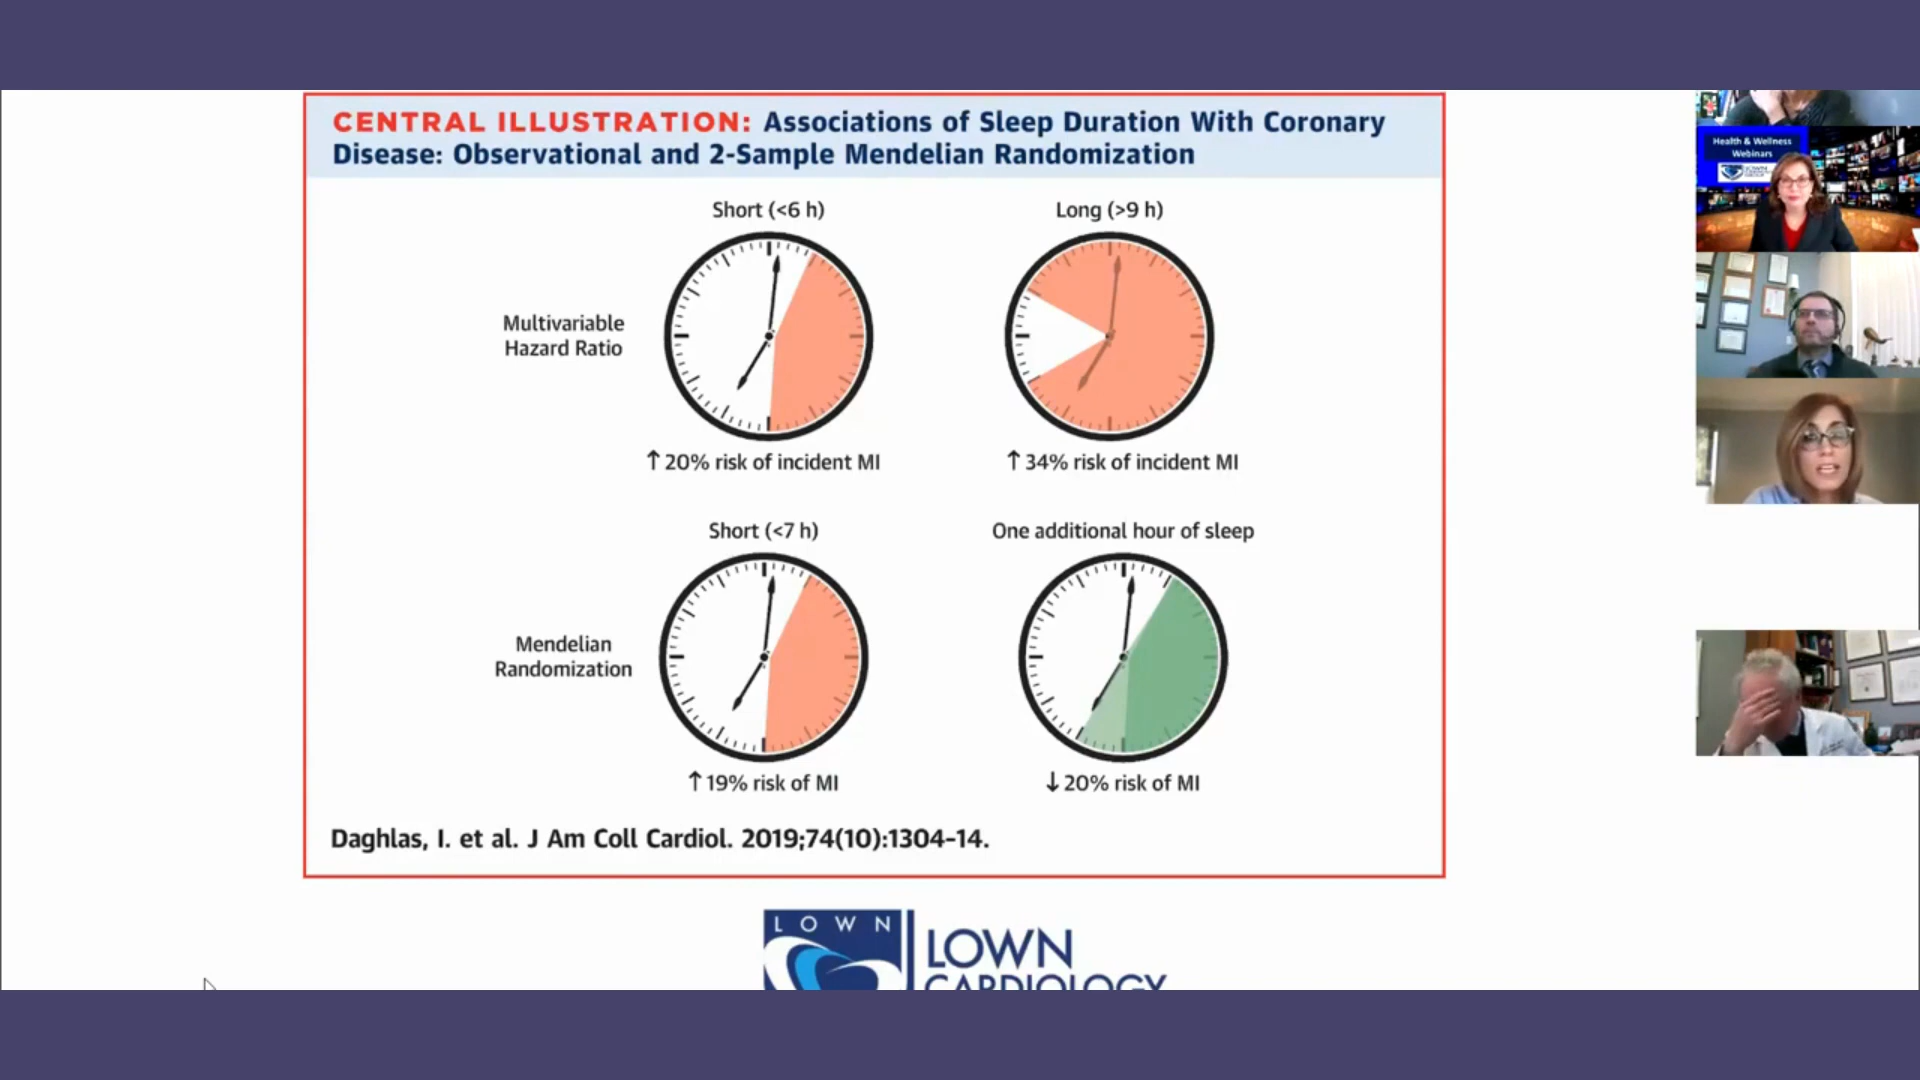 CENTRAL ILLUSTRATION: Associations of Sleep Duration With Coronary
Disease: Observational and 2-Sample Mendelian Randomization
Short (<6 h)
Long (>9 h)
Multivariable
Hazard Ratio
↑ 20% risk of incident MI
↑ 34% risk of incident MI
Short (<7 h)
One additional hour of sleep
Mendelian
Randomization
↑ 19% risk of MI
↓ 20% risk of MI
Daghlas, I. et al. J Am Coll Cardiol. 2019;74(10):1304-14.
LOWN
LOWN
CARDIOLOGY
Health & Wellness
Webinars